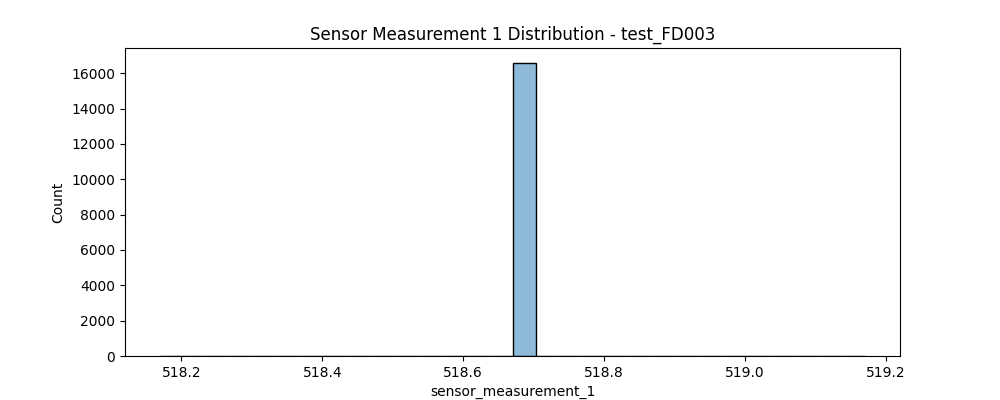 Sensor Measurement 1 Distribution - test_FD003
16000
14000
12000
10000
8000
6000
4000
2000
0
Count
518.2 518.4 518.6 518.8 519.0 519.2
sensor_measurement_1